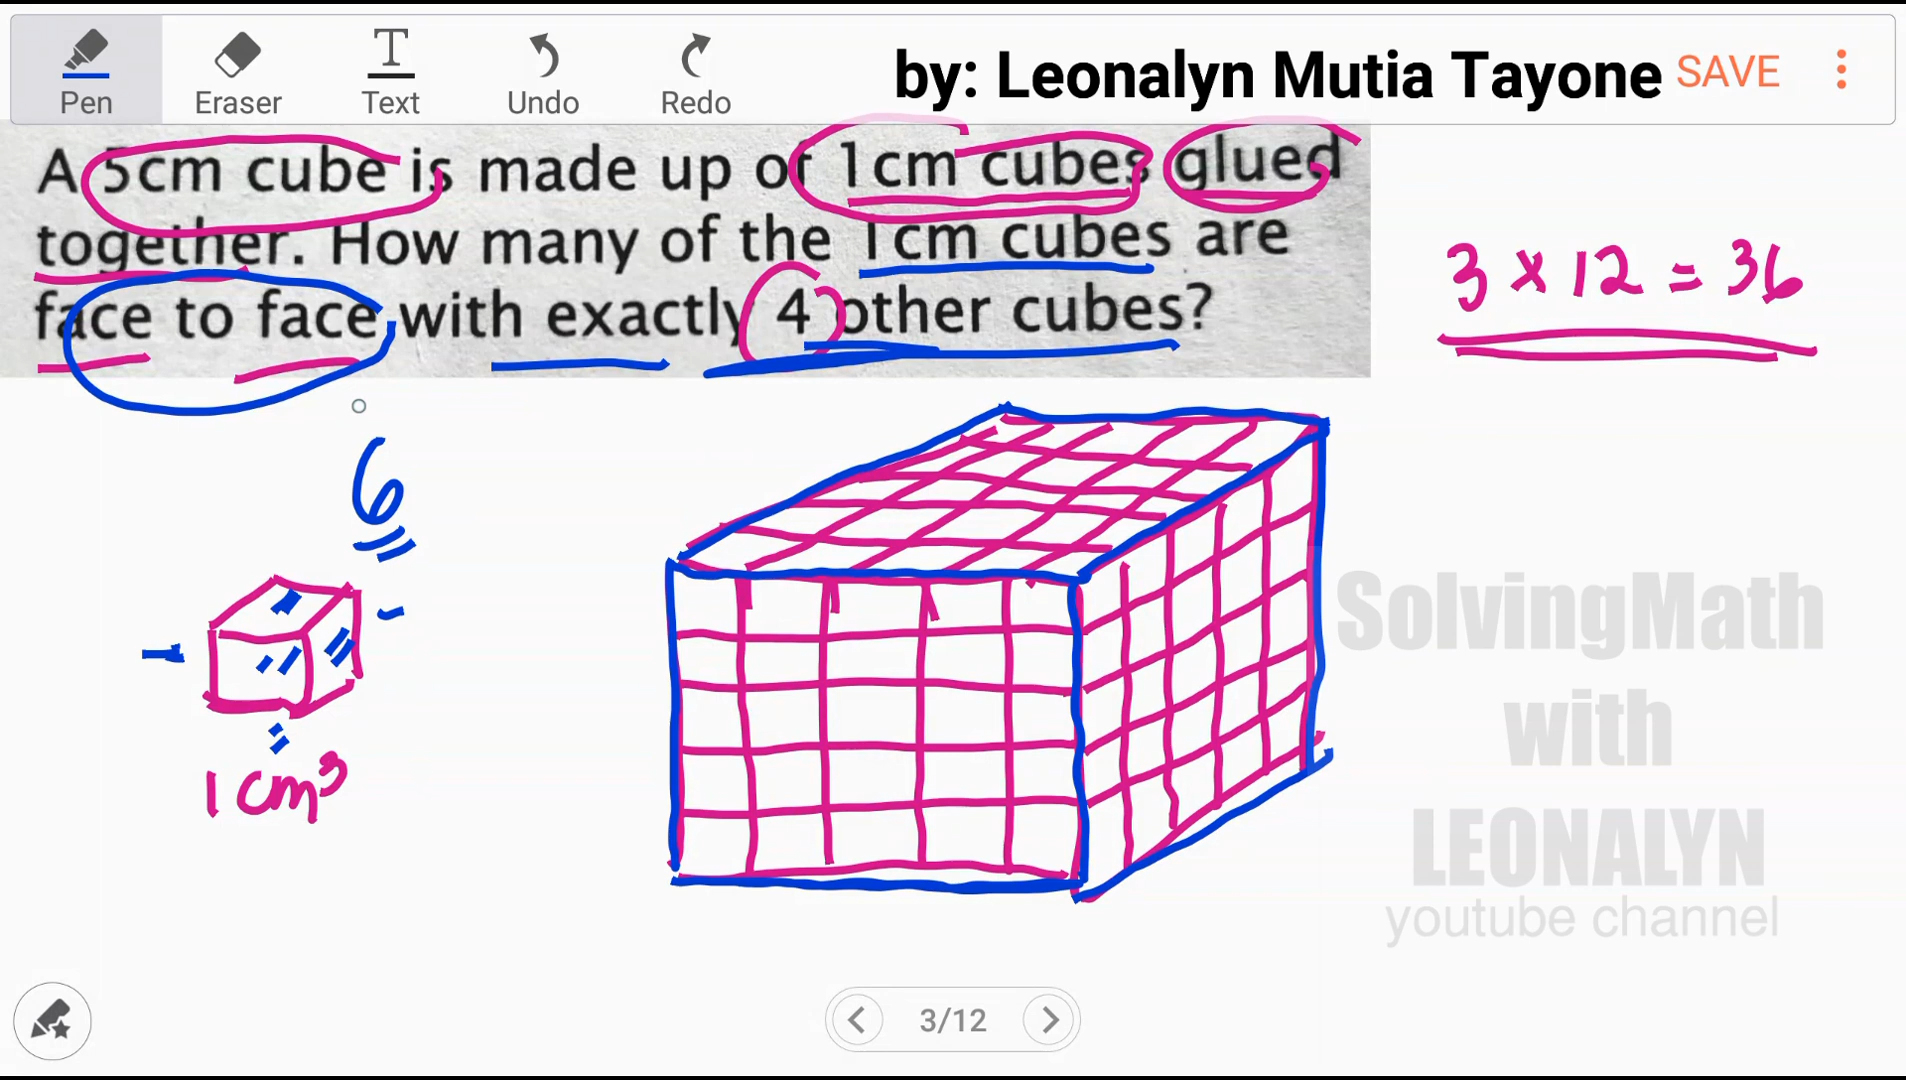 Pen
Eraser
Text
Undo
Redo
by: Leonalyn Mutia Tayone
SAVE
A 5cm cube is made up of 1cm cubes glued
together. How many of the 1cm cubes are
face to face with exactly 4 other cubes?
3 × 12 = 36
6
1 cm³
SolvingMath
with
LEONALYN
youtube channel
3/12